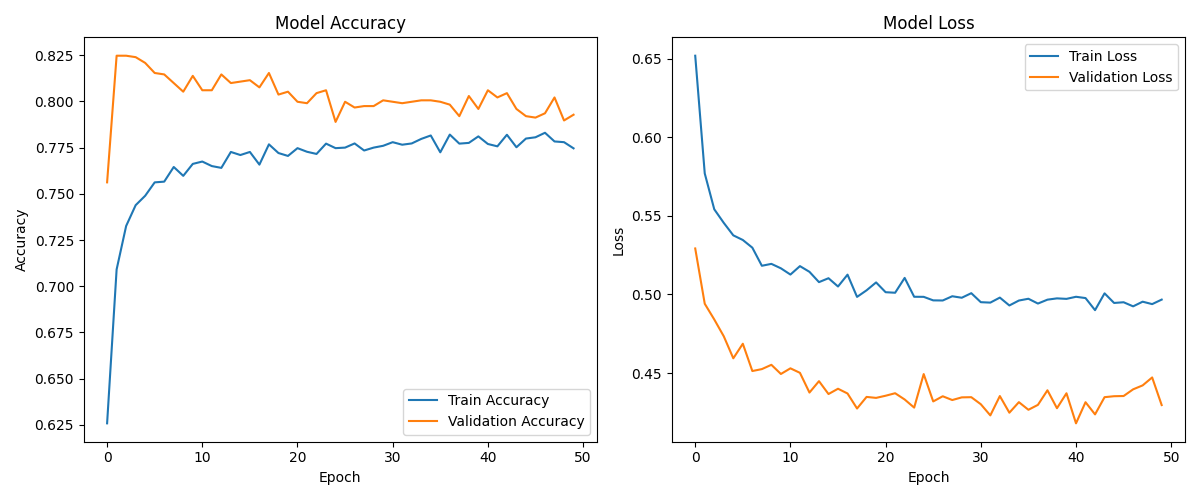 Model Accuracy
0.825
0.800
0.775
0.750
0.725
0.700
0.675
0.650
0.625
Accuracy
0 10 20 30 40 50
Epoch
Train Accuracy
Validation Accuracy
Model Loss
0.65
0.60
0.55
0.50
0.45
Loss
0 10 20 30 40 50
Epoch
Train Loss
Validation Loss